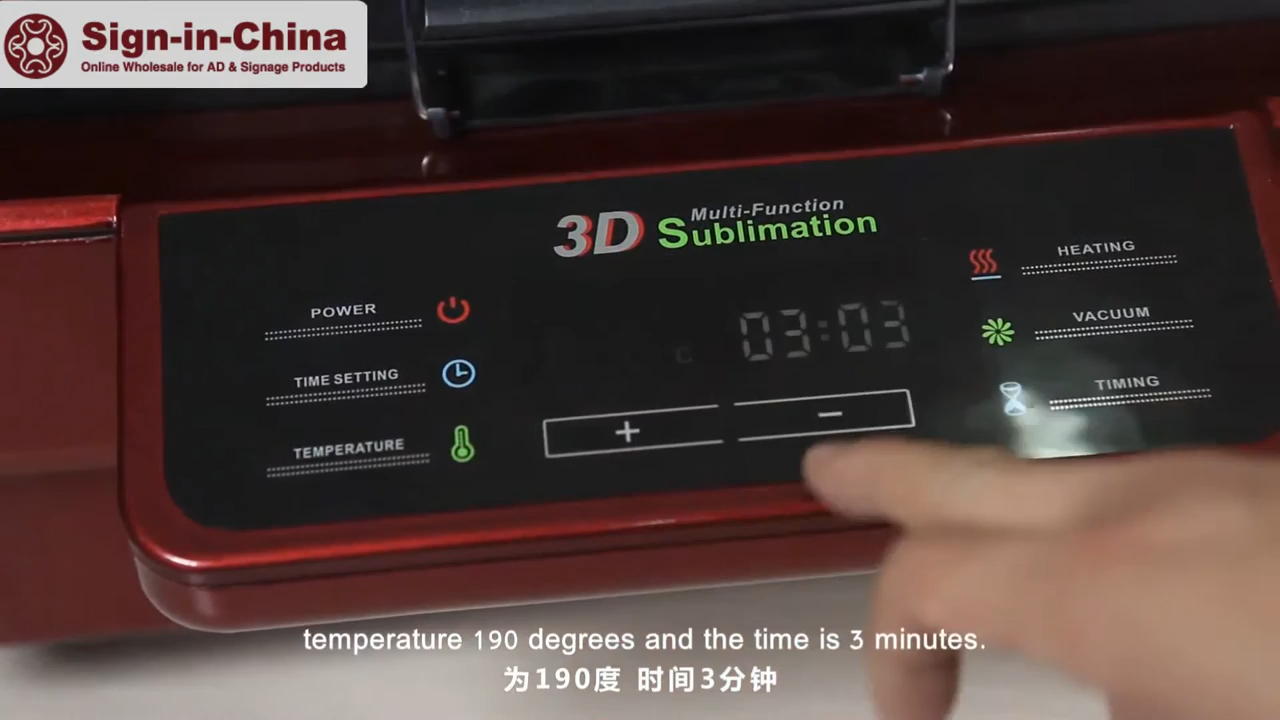 Sign-in-China
Online Wholesale for AD & Signage Products
3D Multi-Function
Sublimation
POWER
TIME SETTING
TEMPERATURE
C
03:03
+
−
HEATING
VACUUM
TIMING
temperature 190 degrees and the time is 3 minutes.
为190度 时间3分钟